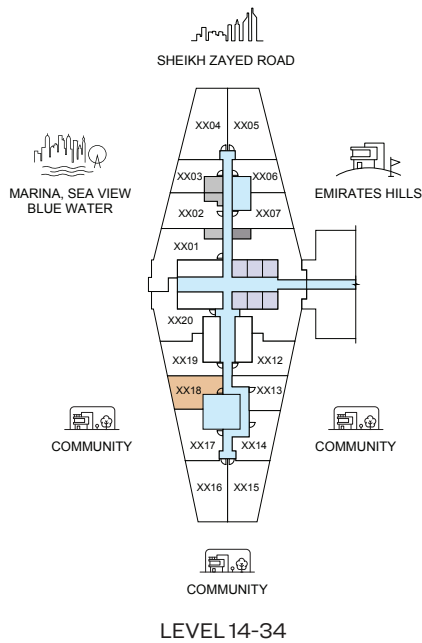 SHEIKH ZAYED ROAD
XX04 XX05
MARINA, SEA VIEW
BLUE WATER
XX03 XX06
EMIRATES HILLS
XX02 XX07
XX01
XX20
XX19 XX12
XX18 XX13
COMMUNITY
COMMUNITY
XX17 XX14
XX16 XX15
COMMUNITY
LEVEL 14-34